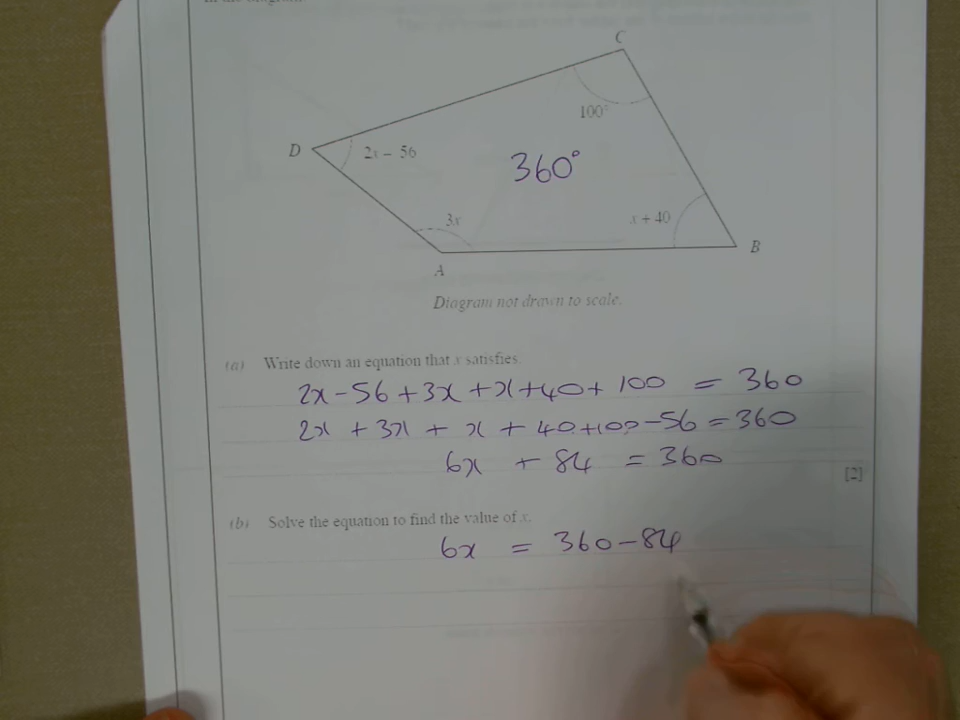 C
100°
D
2x – 56
360°
3x
x + 40
B
A
Diagram not drawn to scale.
(a) Write down an equation that x satisfies.
2x-56+3x+x+40+100 = 360
2x + 3x + x + 40+100-56=360
6x + 84 = 360
[2]
(b) Solve the equation to find the value of x.
6x = 360-84